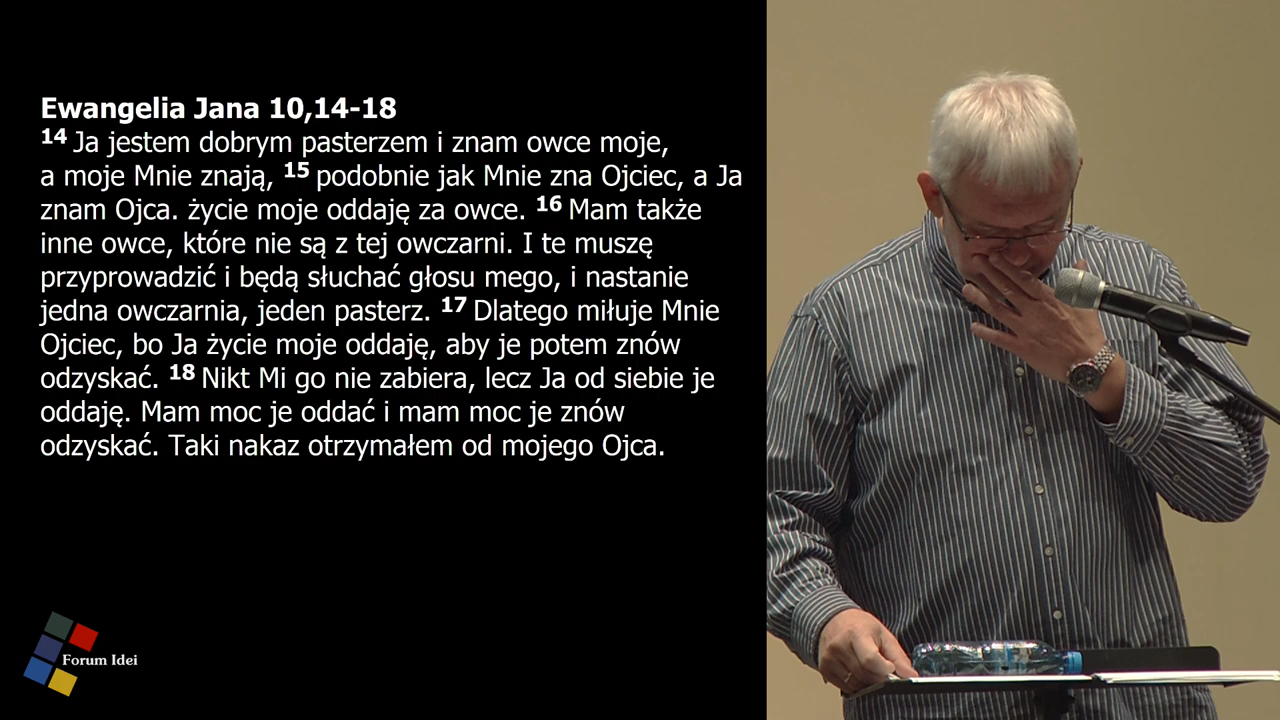 Ewangelia Jana 10,14-18
14 Ja jestem dobrym pasterzem i znam owce moje,
a moje Mnie znają, 15 podobnie jak Mnie zna Ojciec, a Ja
znam Ojca. życie moje oddaję za owce. 16 Mam także
inne owce, które nie są z tej owczarni. I te muszę
przyprowadzić i będą słuchać głosu mego, i nastanie
jedna owczarnia, jeden pasterz. 17 Dlatego miłuje Mnie
Ojciec, bo Ja życie moje oddaję, aby je potem znów
odzyskać. 18 Nikt Mi go nie zabiera, lecz Ja od siebie je
oddaję. Mam moc je oddać i mam moc je znów
odzyskać. Taki nakaz otrzymałem od mojego Ojca.
Forum Idei